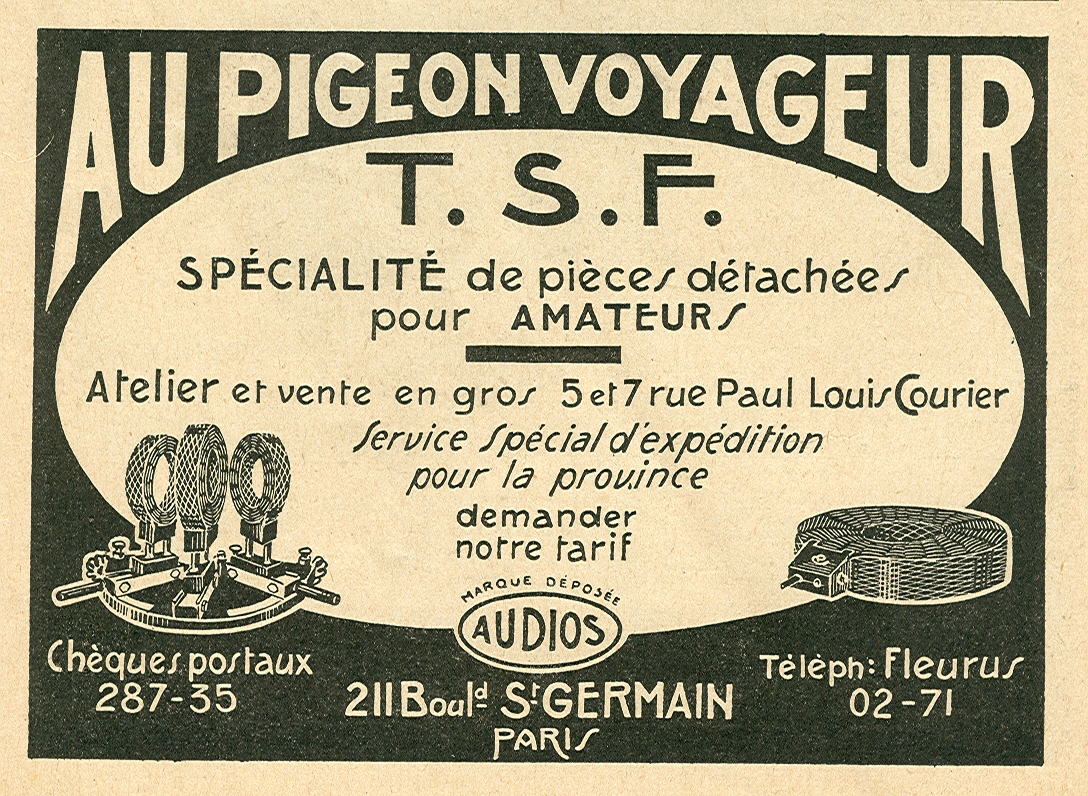 AU PIGEON VOYAGEUR
T.S.F.
SPÉCIALITÉ de pièces détachées
pour AMATEURS
Atelier et vente en gros 5 et 7 rue Paul Louis Courier
Service Spécial d'expédition
pour la province
demander
notre tarif
MARQUE DÉPOSÉE
AUDIOS
Chèques postaux
287-35
211 Boul^d S^t GERMAIN
PARIS
Télèph: Fleurus
02-71